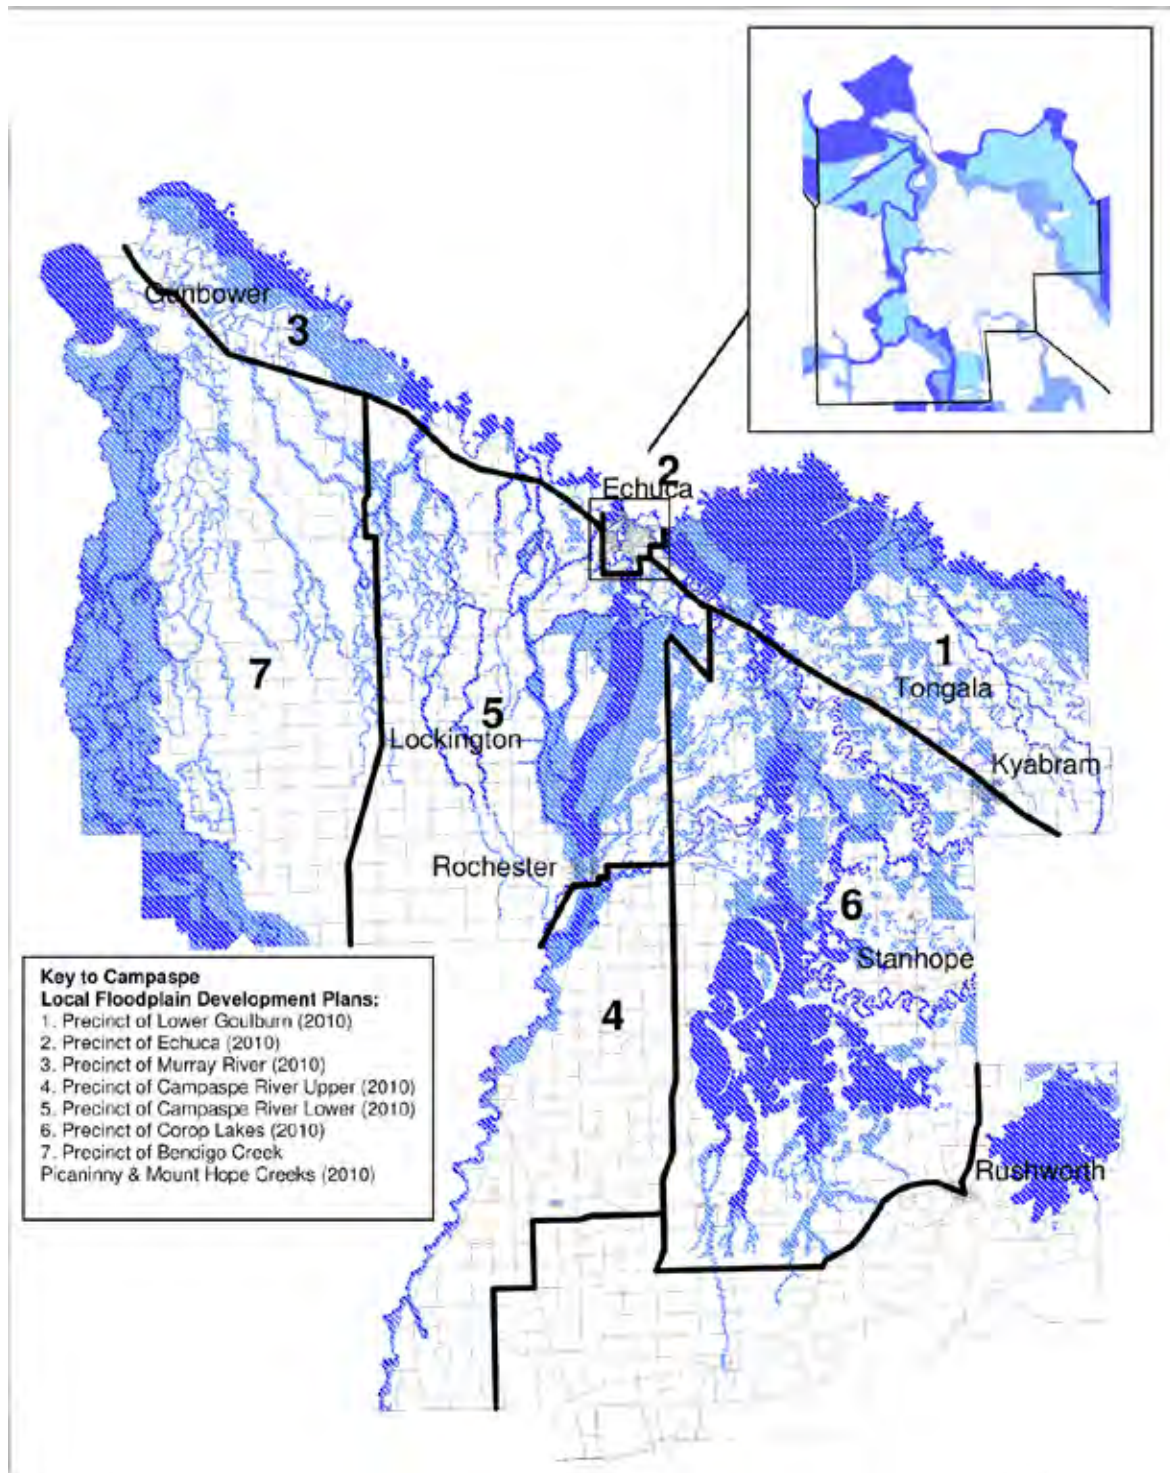 Gunbower
3
2
Echuca
1
Tongala
7
5
Lockington
Kyabram
Rochester
6
Stanhope
4
Rushworth
Key to Campaspe
Local Floodplain Development Plans:
1. Precinct of Lower Goulburn (2010)
2. Precinct of Echuca (2010)
3. Precinct of Murray River (2010)
4. Precinct of Campaspe River Upper (2010)
5. Precinct of Campaspe River Lower (2010)
6. Precinct of Corop Lakes (2010)
7. Precinct of Bendigo Creek
Picaninny & Mount Hope Creeks (2010)